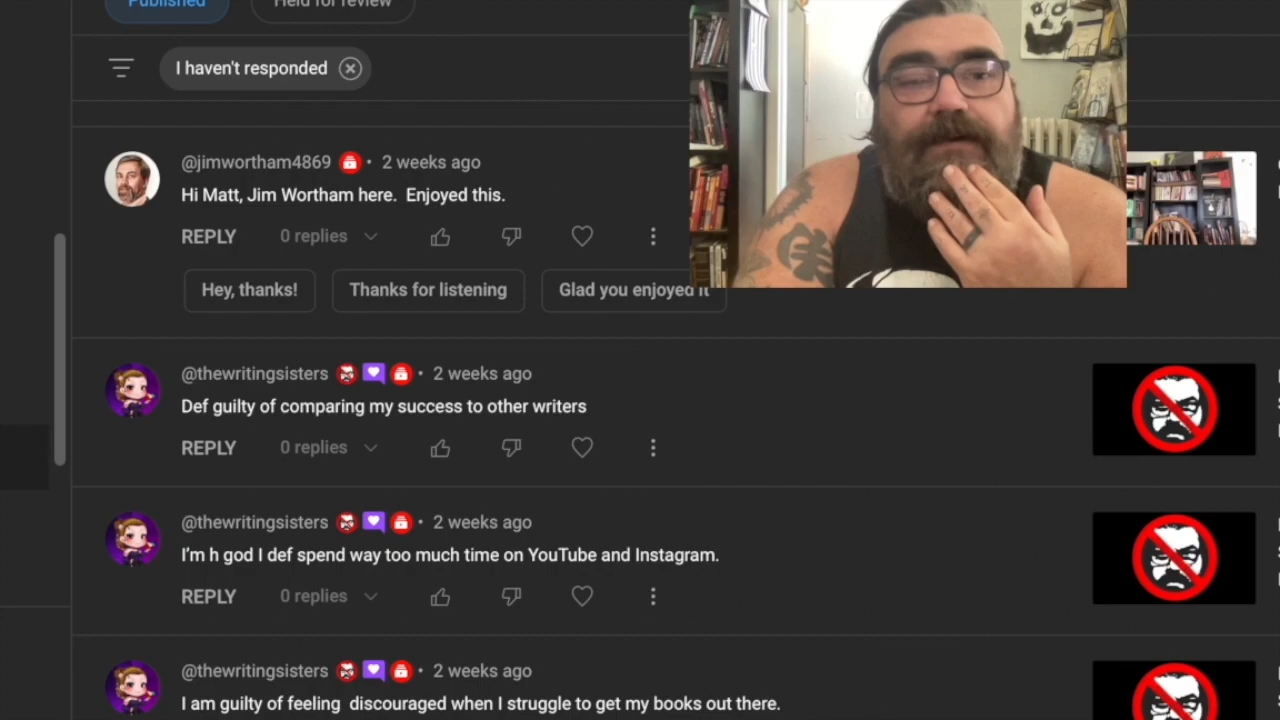 Published
Held for review
I haven't responded
@jimwortham4869 • 2 weeks ago
Hi Matt, Jim Wortham here.  Enjoyed this.
REPLY 0 replies
Hey, thanks! Thanks for listening Glad you enjoyed it
@thewritingsisters • 2 weeks ago
Def guilty of comparing my success to other writers
REPLY 0 replies
@thewritingsisters • 2 weeks ago
I'm h god I def spend way too much time on YouTube and Instagram.
REPLY 0 replies
@thewritingsisters • 2 weeks ago
I am guilty of feeling  discouraged when I struggle to get my books out there.